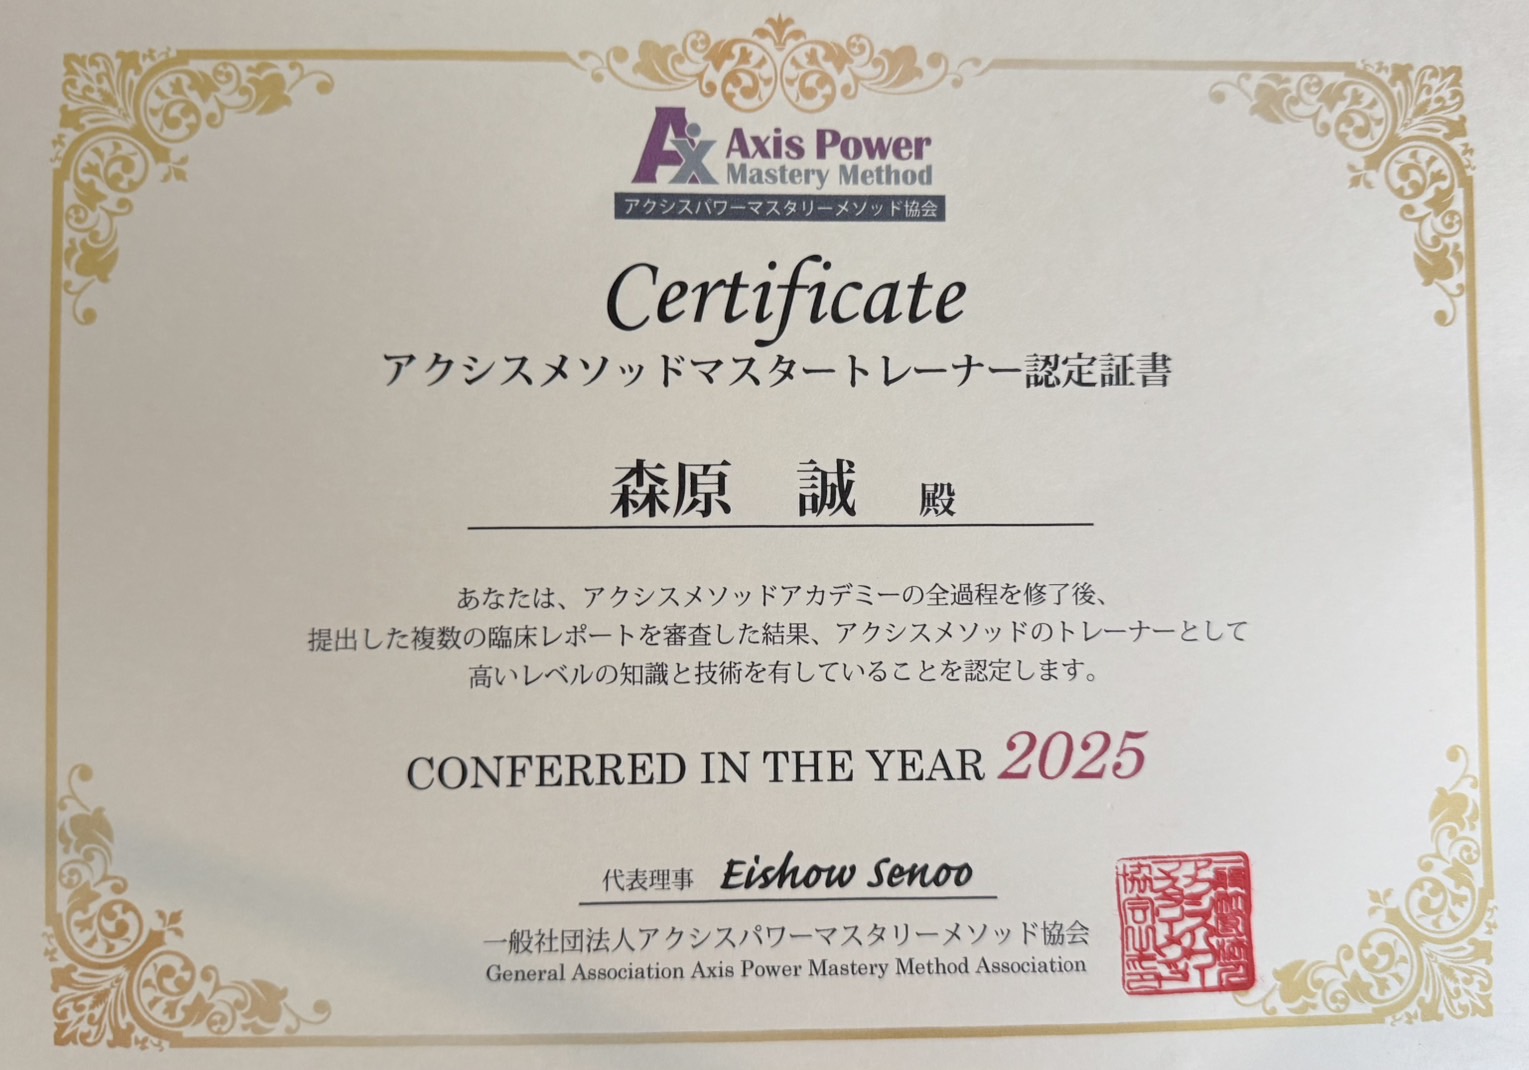 Ax Axis Power
Mastery Method
アクシスパワーマスタリーメソッド協会
Certificate
アクシスメソッドマスタートレーナー認定証書
森原 誠 殿
あなたは、アクシスメソッドアカデミーの全過程を修了後、
提出した複数の臨床レポートを審査した結果、アクシスメソッドのトレーナーとして
高いレベルの知識と技術を有していることを認定します。
CONFERRED IN THE YEAR 2025
代表理事 Eishow Senoo
一般社団法人アクシスパワーマスタリーメソッド協会
General Association Axis Power Mastery Method Association